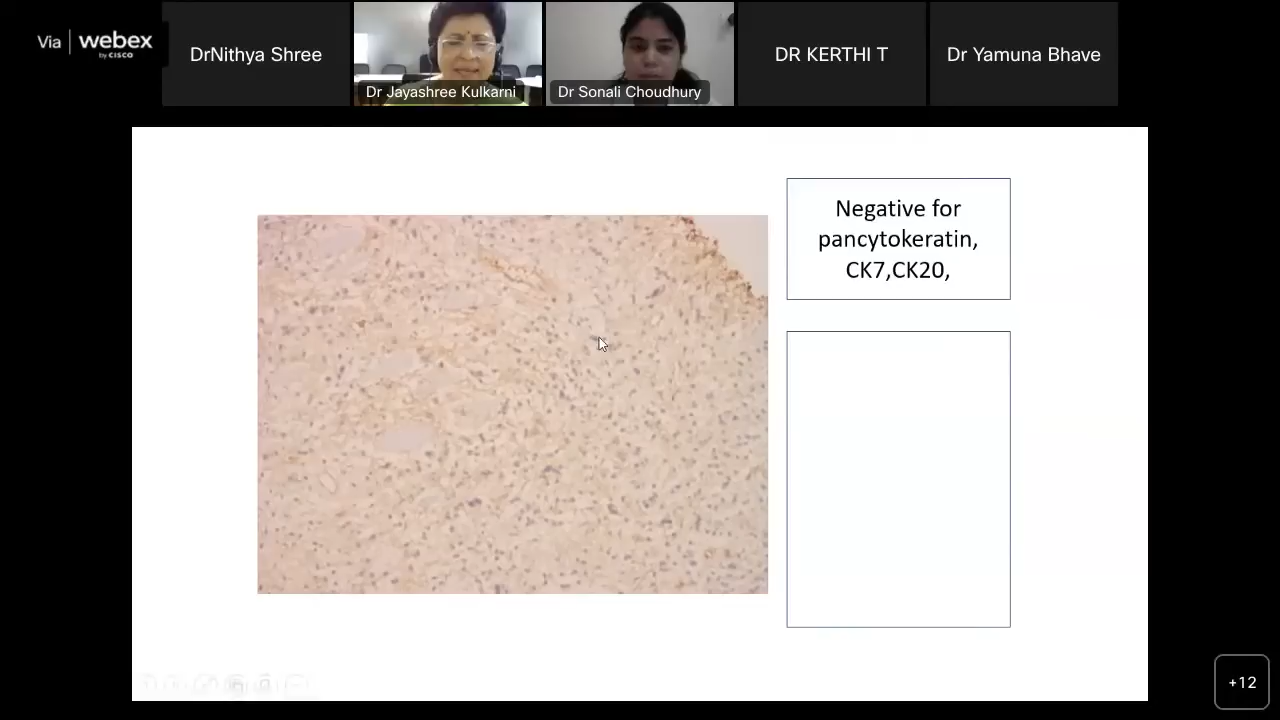 Via webex
by CISCO
DrNithya Shree
Dr Jayashree Kulkarni
Dr Sonali Choudhury
DR KERTHI T
Dr Yamuna Bhave
Negative for
pancytokeratin,
CK7,CK20,
+12